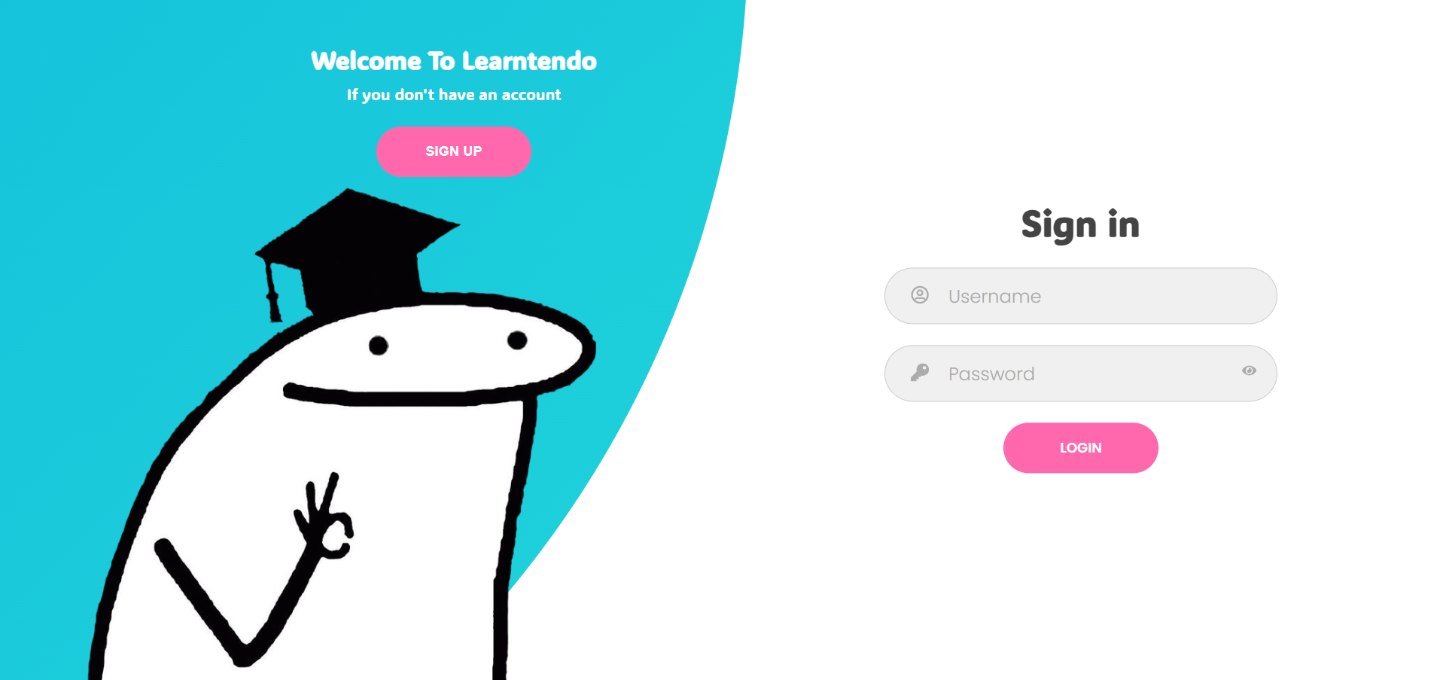 Welcome To Learntendo
If you don't have an account
SIGN UP
Sign in
Username
Password
LOGIN